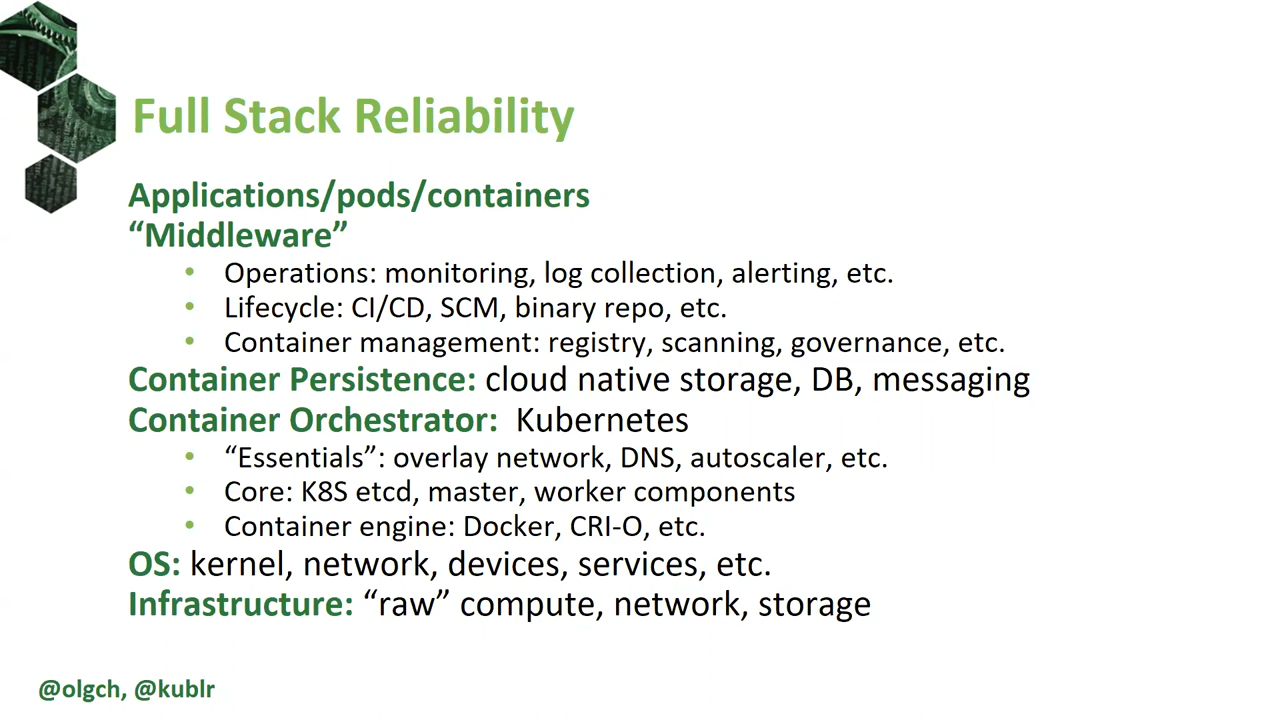 Full Stack Reliability
Applications/pods/containers
“Middleware”
• Operations: monitoring, log collection, alerting, etc.
• Lifecycle: CI/CD, SCM, binary repo, etc.
• Container management: registry, scanning, governance, etc.
Container Persistence: cloud native storage, DB, messaging
Container Orchestrator: Kubernetes
• “Essentials”: overlay network, DNS, autoscaler, etc.
• Core: K8S etcd, master, worker components
• Container engine: Docker, CRI-O, etc.
OS: kernel, network, devices, services, etc.
Infrastructure: “raw” compute, network, storage
@olgch, @kublr